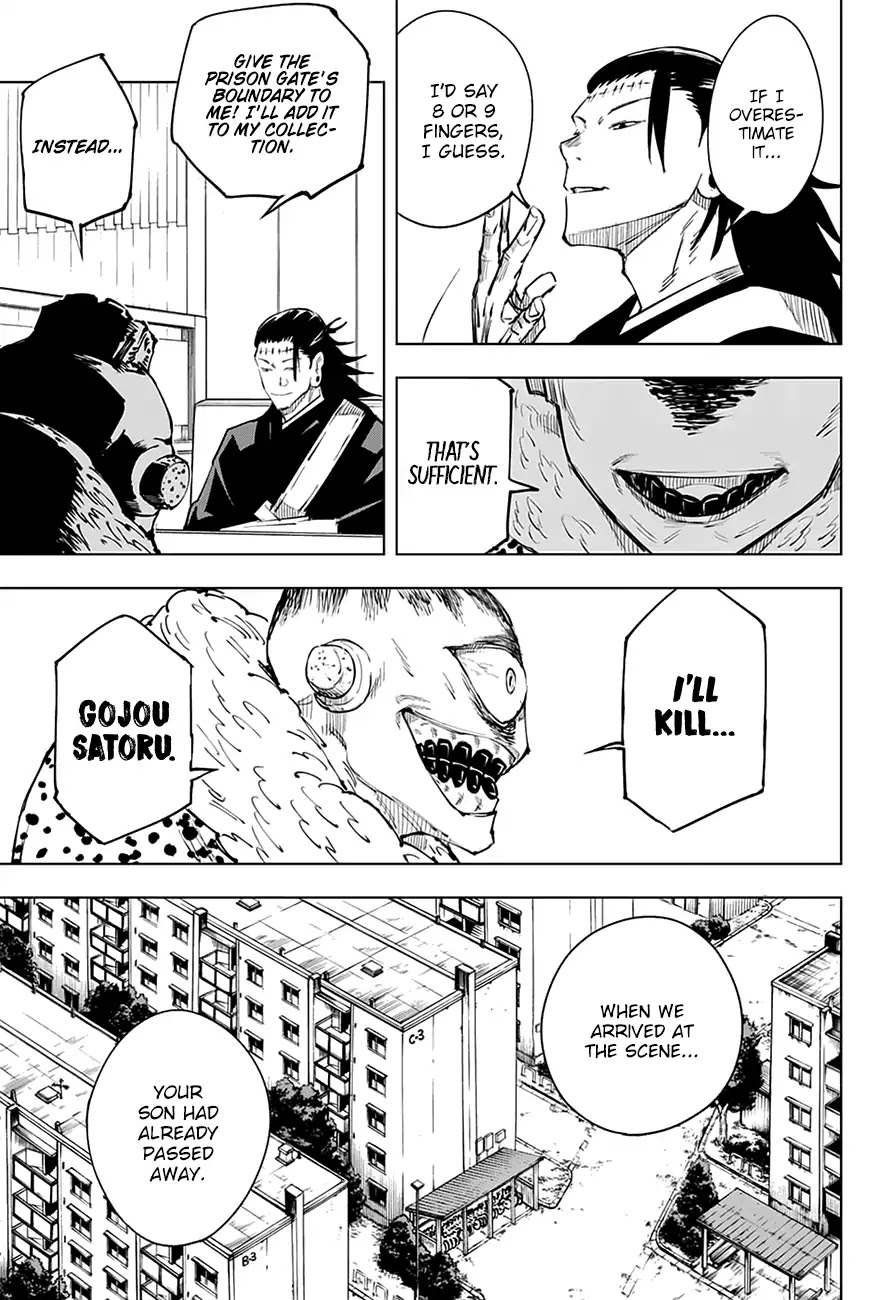 IF I
OVERES-
TIMATE
IT...
I'D SAY
8 OR 9
FINGERS,
I GUESS.
THAT'S
SUFFICIENT.
GIVE THE
PRISON GATE'S
BOUNDARY TO
ME! I'LL ADD IT
TO MY COLLEC-
TION.
INSTEAD...
I'LL
KILL...
GOJOU
SATORU.
WHEN WE
ARRIVED AT
THE SCENE...
YOUR
SON HAD
ALREADY
PASSED
AWAY.
C-3
B-3